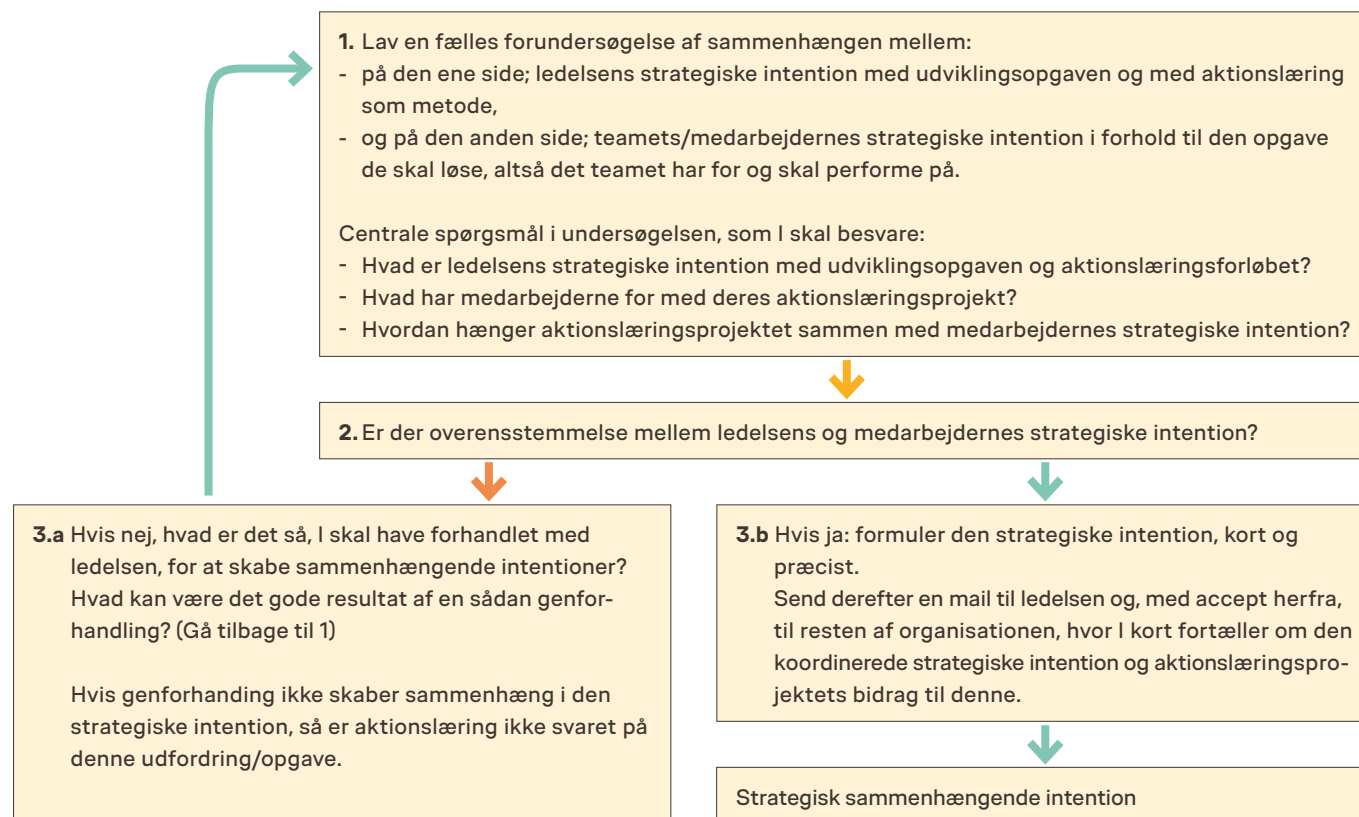 1. Lav en fælles forundersøgelse af sammenhængen mellem:
- på den ene side; ledelsens strategiske intention med udviklingsopgaven og med aktionslæring
som metode,
- og på den anden side; teamets/medarbejdernes strategiske intention i forhold til den opgave
de skal løse, altså det teamet har for og skal performe på.
Centrale spørgsmål i undersøgelsen, som I skal besvare:
- Hvad er ledelsens strategiske intention med udviklingsopgaven og aktionslæringsforløbet?
- Hvad har medarbejderne for med deres aktionslæringsprojekt?
- Hvordan hænger aktionslæringsprojektet sammen med medarbejdernes strategiske intention?
2. Er der overensstemmelse mellem ledelsens og medarbejdernes strategiske intention?
3.a Hvis nej, hvad er det så, I skal have forhandlet med
ledelsen, for at skabe sammenhængende intentioner?
Hvad kan være det gode resultat af en sådan genfor-
handling? (Gå tilbage til 1)
Hvis genforhanding ikke skaber sammenhæng i den
strategiske intention, så er aktionslæring ikke svaret på
denne udfordring/opgave.
3.b Hvis ja: formuler den strategiske intention, kort og
præcist.
Send derefter en mail til ledelsen og, med accept herfra,
til resten af organisationen, hvor I kort fortæller om den
koordinerede strategiske intention og aktionslæringspro-
jektets bidrag til denne.
Strategisk sammenhængende intention